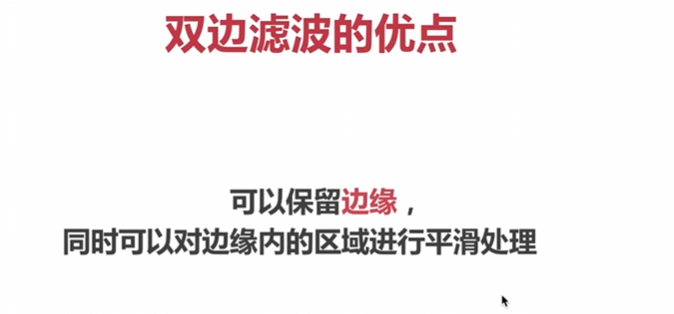 双边滤波的优点
可以保留边缘，
同时可以对边缘内的区域进行平滑处理